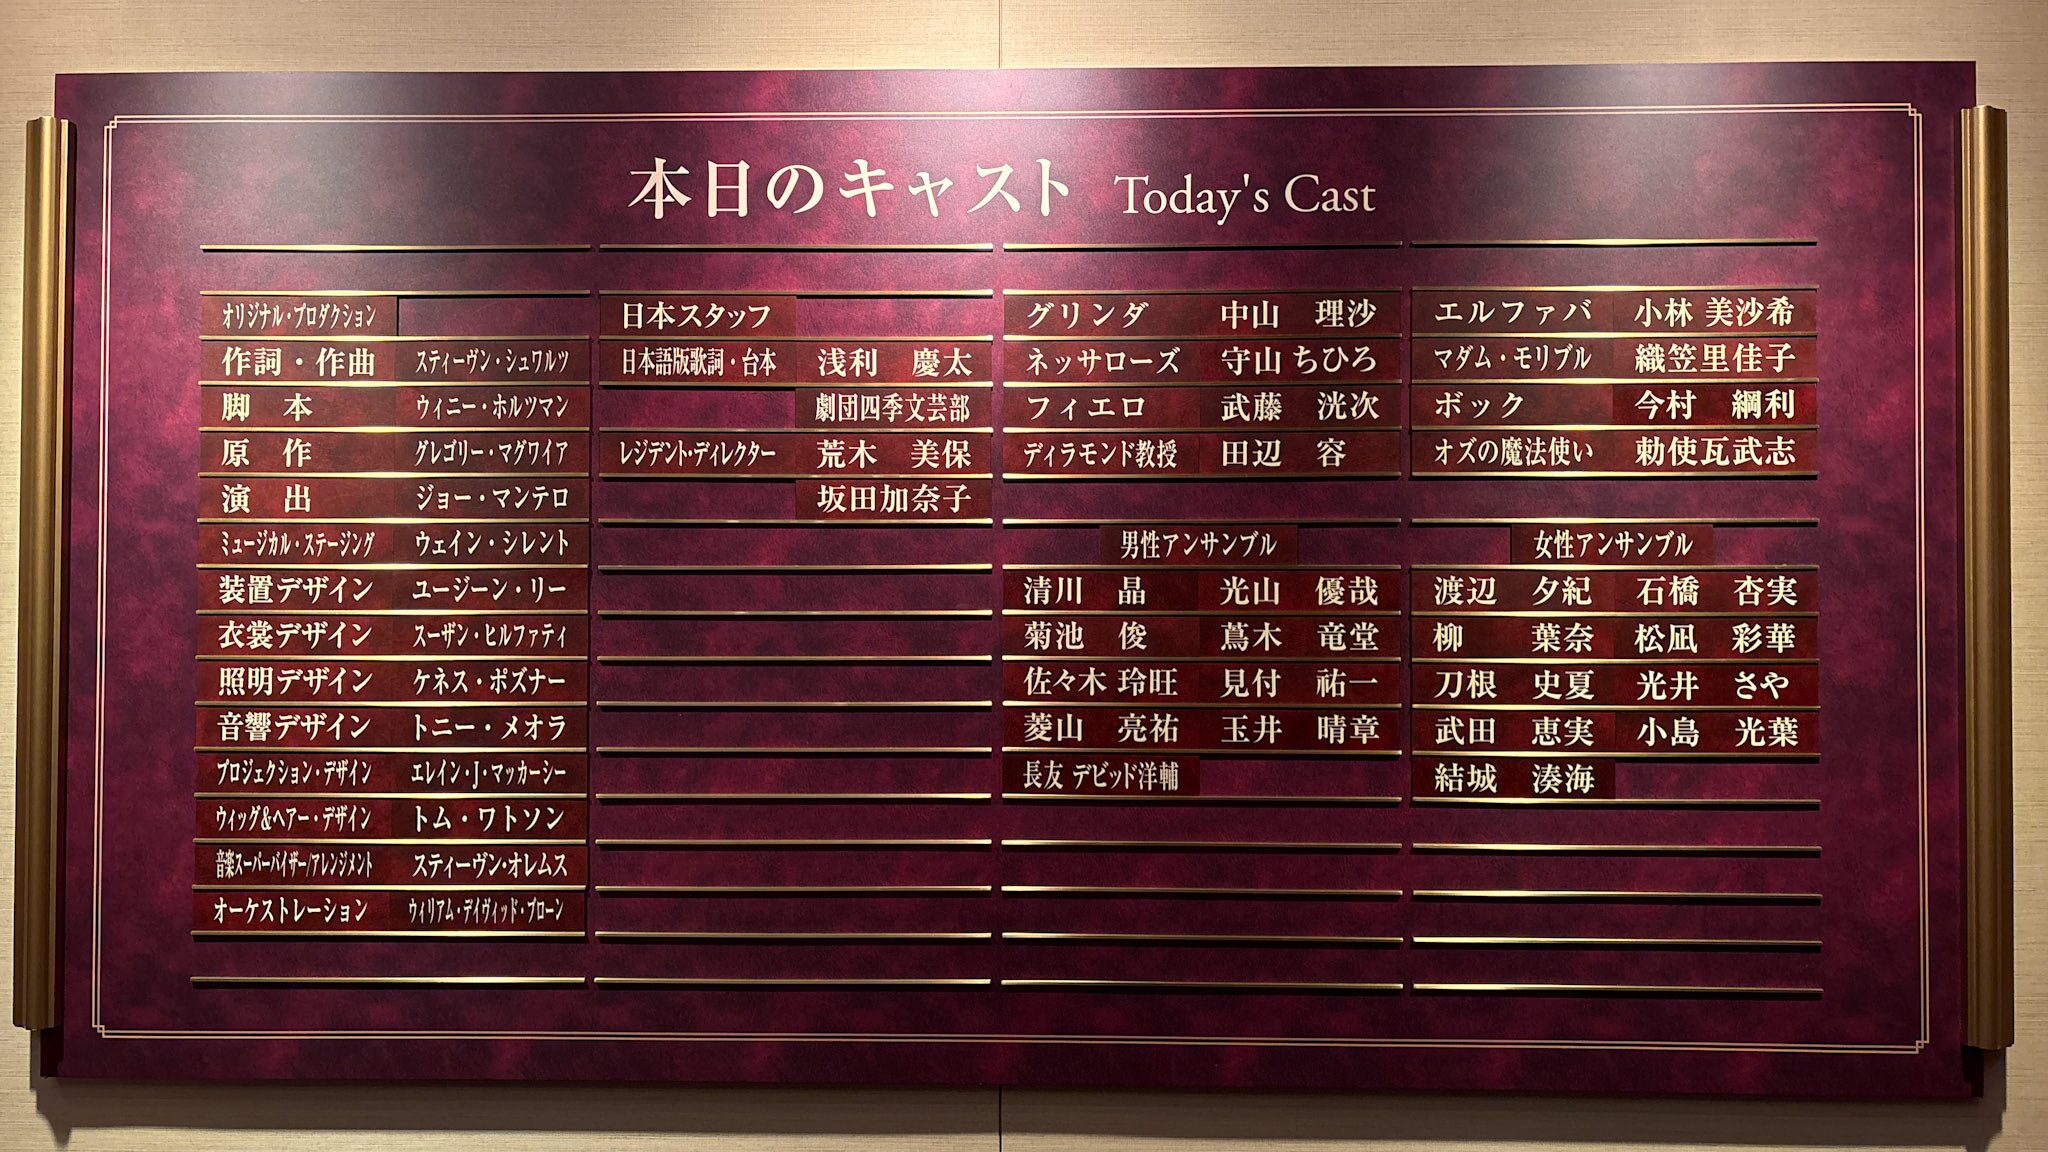 本日のキャスト Today's Cast
オリジナル・プロダクション
作詞・作曲 スティーヴン・シュワルツ
脚 本 ウィニー・ホルツマン
原 作 グレゴリー・マグワイア
演 出 ジョー・マンテロ
ミュージカル・ステージング ウェイン・シレント
装置デザイン ユージーン・リー
衣裳デザイン スーザン・ヒルファティ
照明デザイン ケネス・ポズナー
音響デザイン トニー・メオラ
プロジェクション・デザイン エレイン・J・マッカーシー
ウィッグ&ヘアー・デザイン トム・ワトソン
音楽スーパーバイザー/アレンジメント スティーヴン・オレムス
オーケストレーション ウィリアム・デイヴィッド・ブローン
日本スタッフ
日本語版歌詞・台本 浅利 慶太
劇団四季文芸部
レジデント・ディレクター 荒木 美保
坂田加奈子
グリンダ 中山 理沙
ネッサローズ 守山 ちひろ
フィエロ 武藤 洸次
ディラモンド教授 田辺 容
男性アンサンブル
清川 晶 光山 優哉
菊池 俊 蔦木 竜堂
佐々木 玲旺 見付 祐一
菱山 亮祐 玉井 晴章
長友 デビッド洋輔
エルファバ 小林 美沙希
マダム・モリブル 織笠里佳子
ボック 今村 綱利
オズの魔法使い 勅使瓦武志
女性アンサンブル
渡辺 夕紀 石橋 杏実
柳 葉奈 松凪 彩華
刀根 史夏 光井 さや
武田 恵実 小島 光葉
結城 湊海